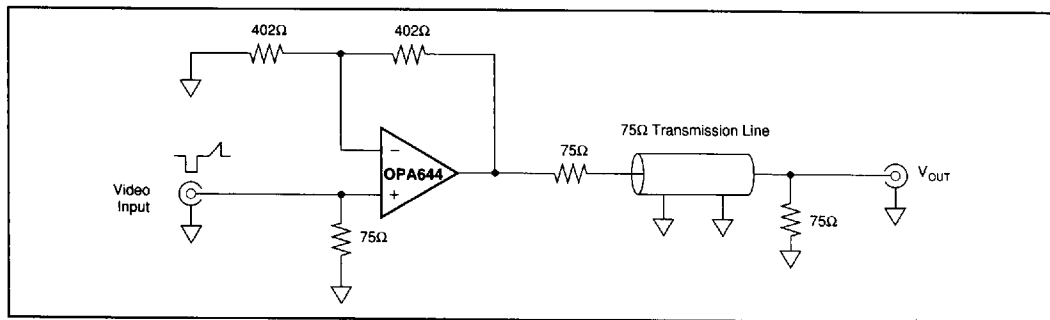 402Ω
402Ω
75Ω Transmission Line
75Ω
−
OPA644
+
Video
Input
75Ω
75Ω
VOUT